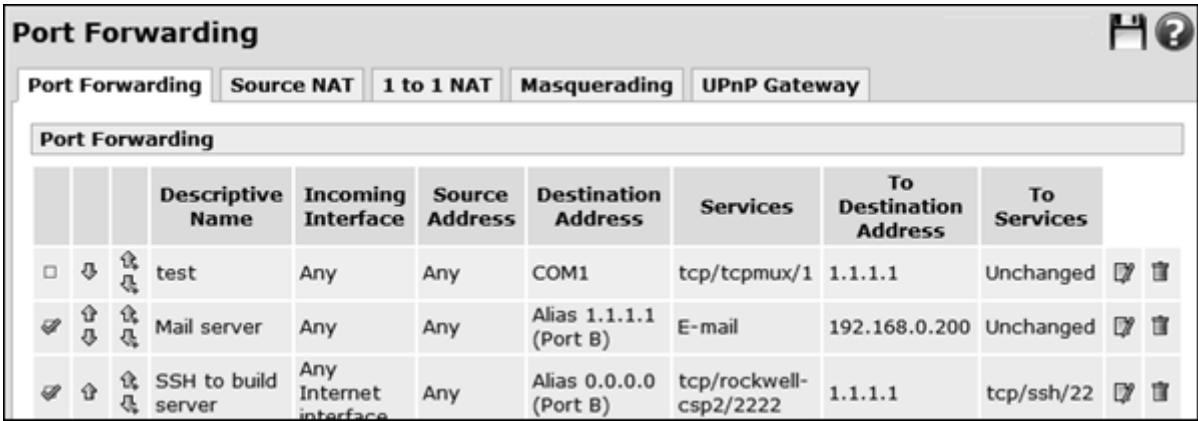 Port Forwarding
Port Forwarding Source NAT 1 to 1 NAT Masquerading UPnP Gateway
Port Forwarding
Descriptive Name Incoming Interface Source Address Destination Address Services To Destination Address To Services
test Any Any COM1 tcp/tcpmux/1 1.1.1.1 Unchanged
Mail server Any Any Alias 1.1.1.1 (Port B) E-mail 192.168.0.200 Unchanged
SSH to build server Any Internet interface Any Alias 0.0.0.0 (Port B) tcp/rockwell-csp2/2222 1.1.1.1 tcp/ssh/22